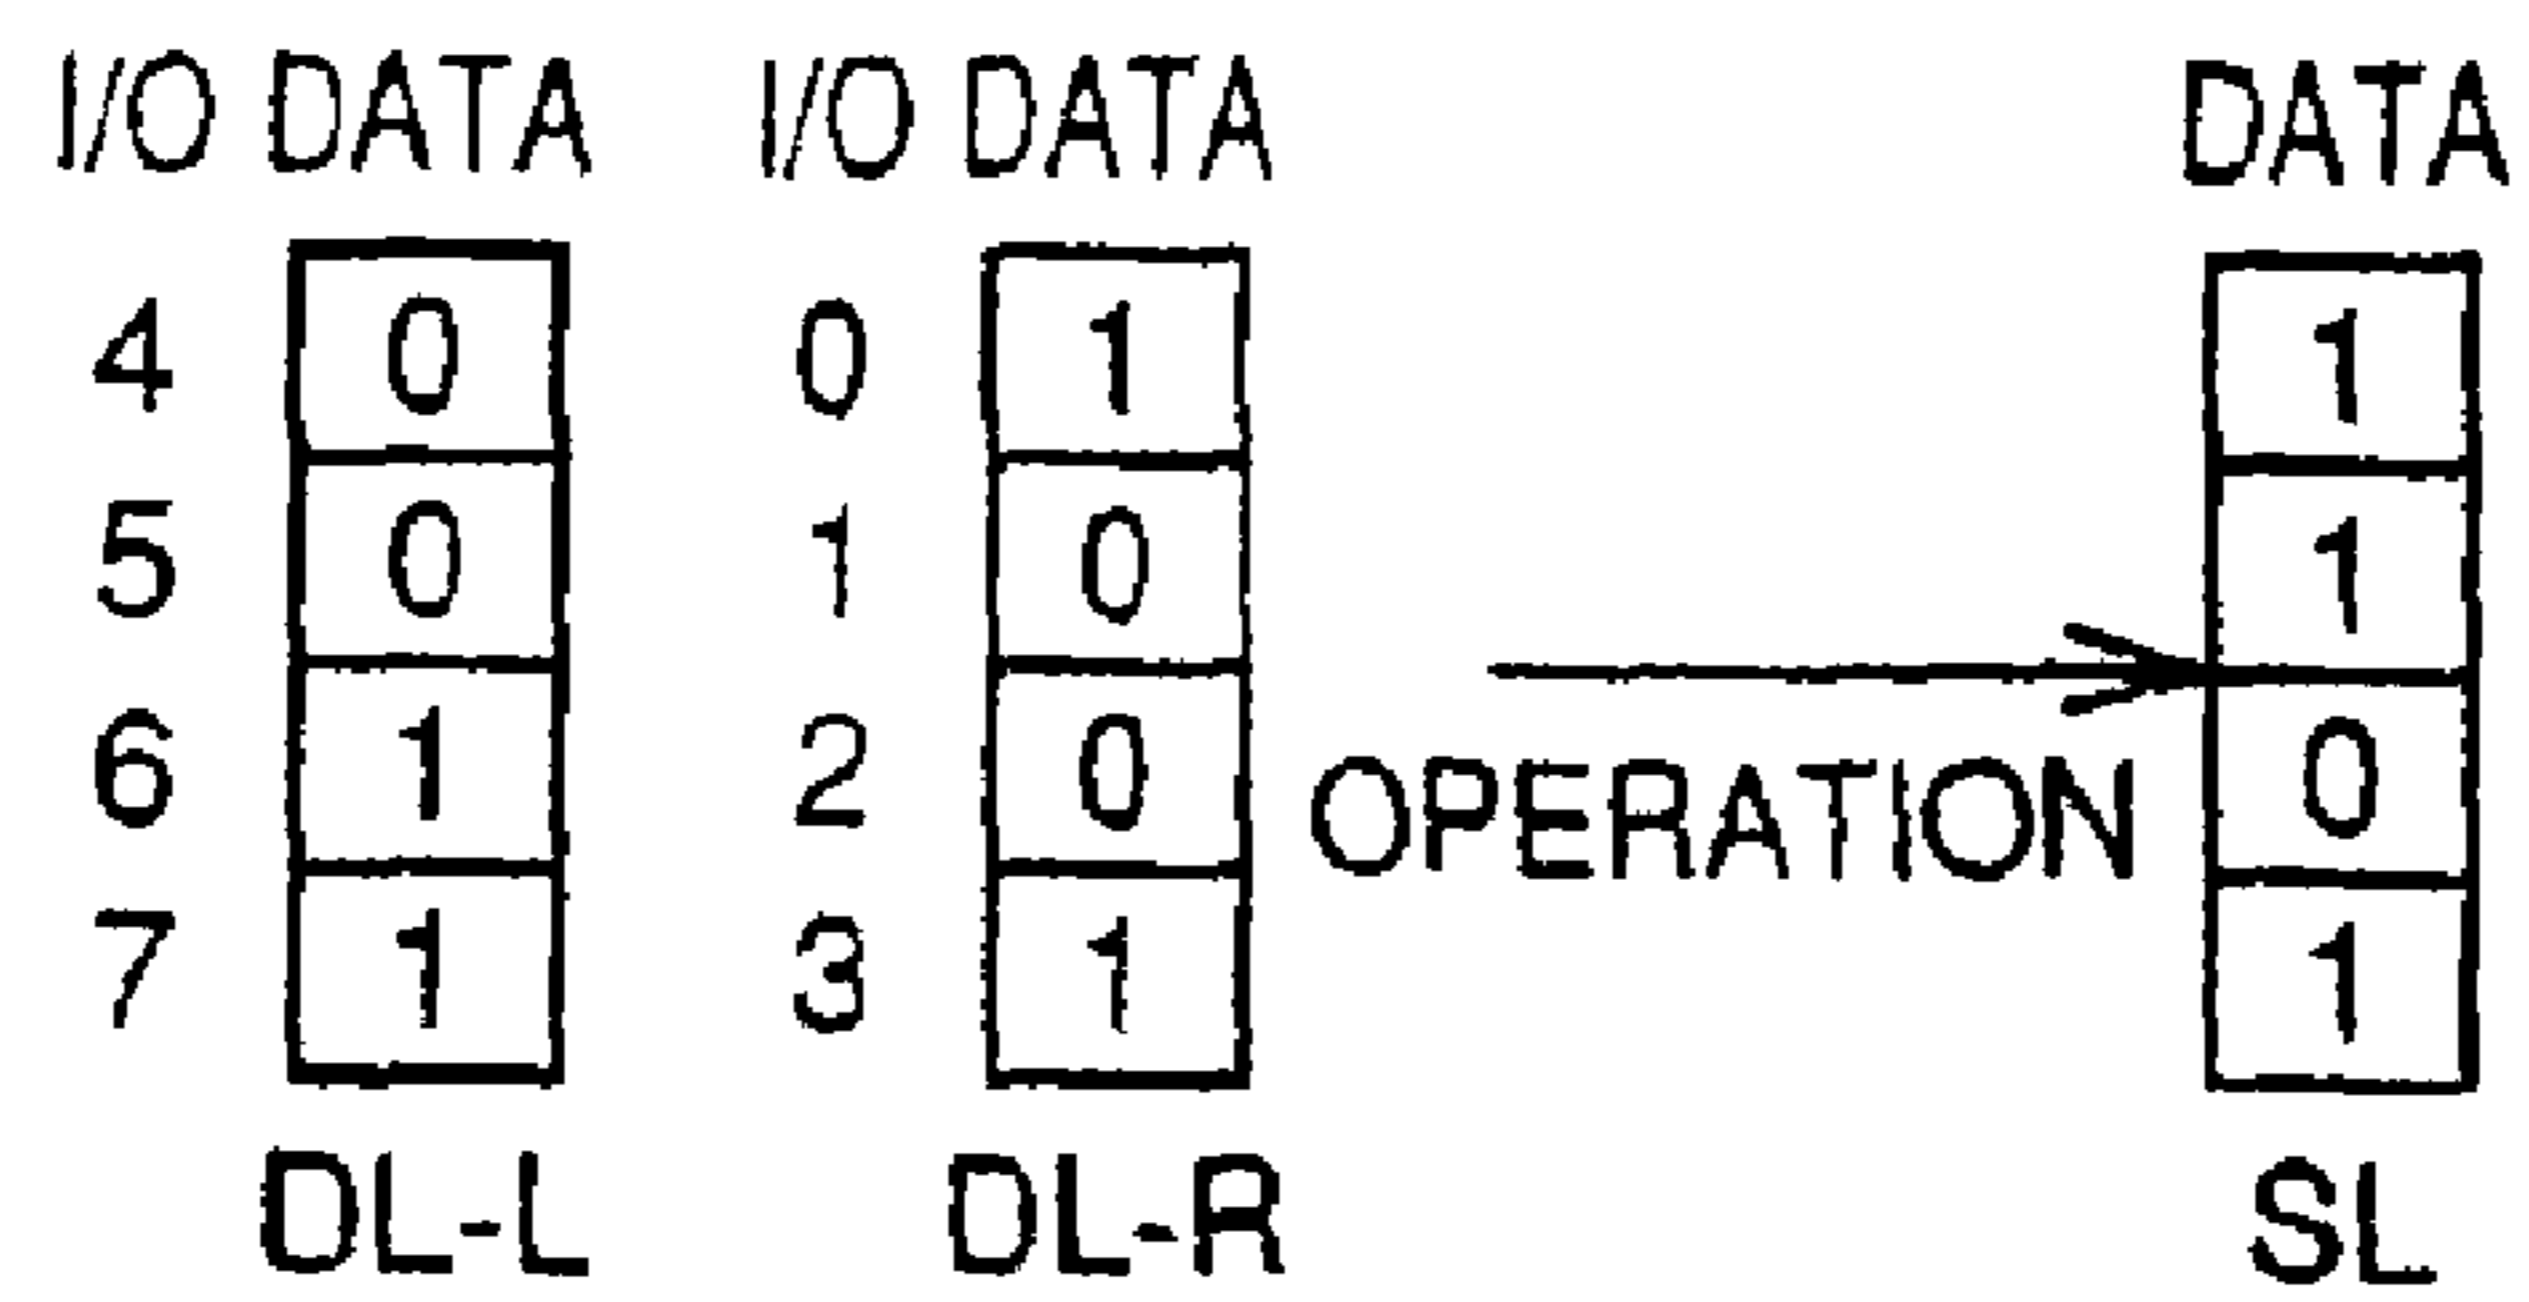 I/O DATA I/O DATA DATA
4 0 0 1 1
5 0 1 0 1
6 1 2 0 0
OPERATION
7 1 3 1 1
DL-L DL-R SL